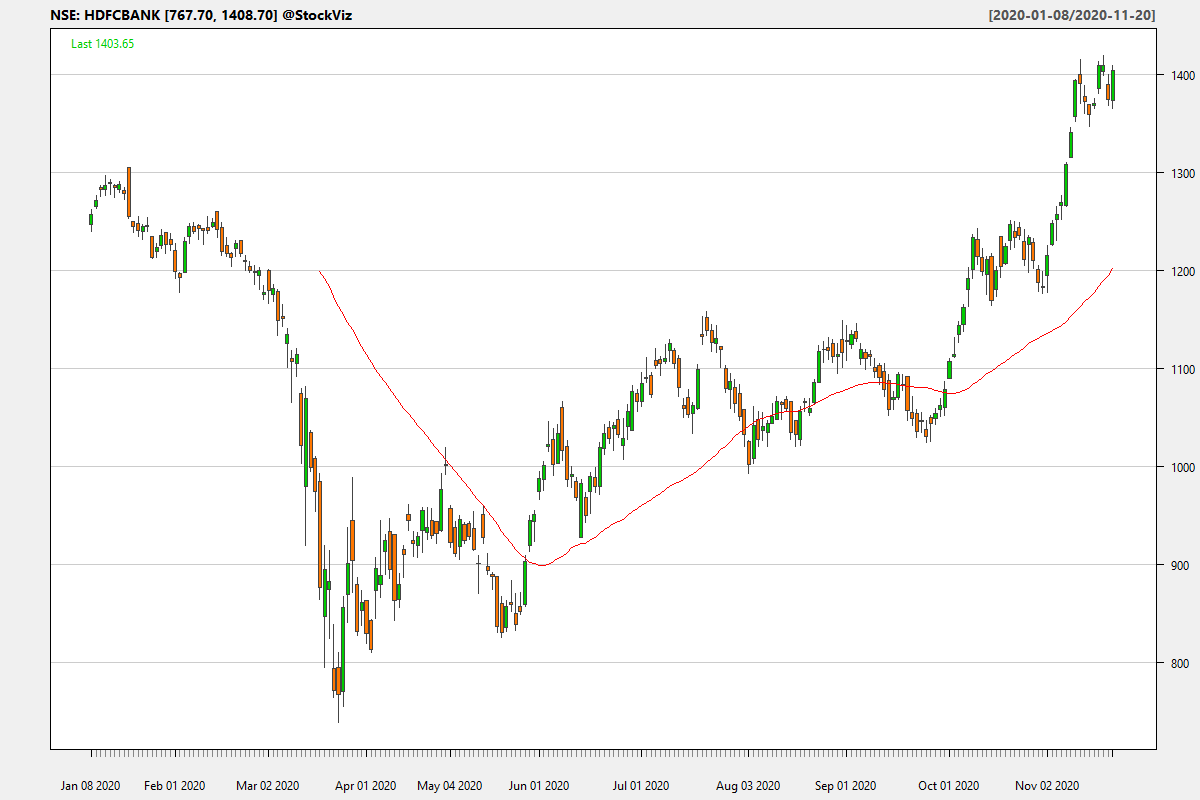 NSE: HDFCBANK [767.70, 1408.70] @StockViz [2020-01-08/2020-11-20]
Last 1403.65
1400
1300
1200
1100
1000
900
800
Jan 08 2020 Feb 01 2020 Mar 02 2020 Apr 01 2020 May 04 2020 Jun 01 2020 Jul 01 2020 Aug 03 2020 Sep 01 2020 Oct 01 2020 Nov 02 2020